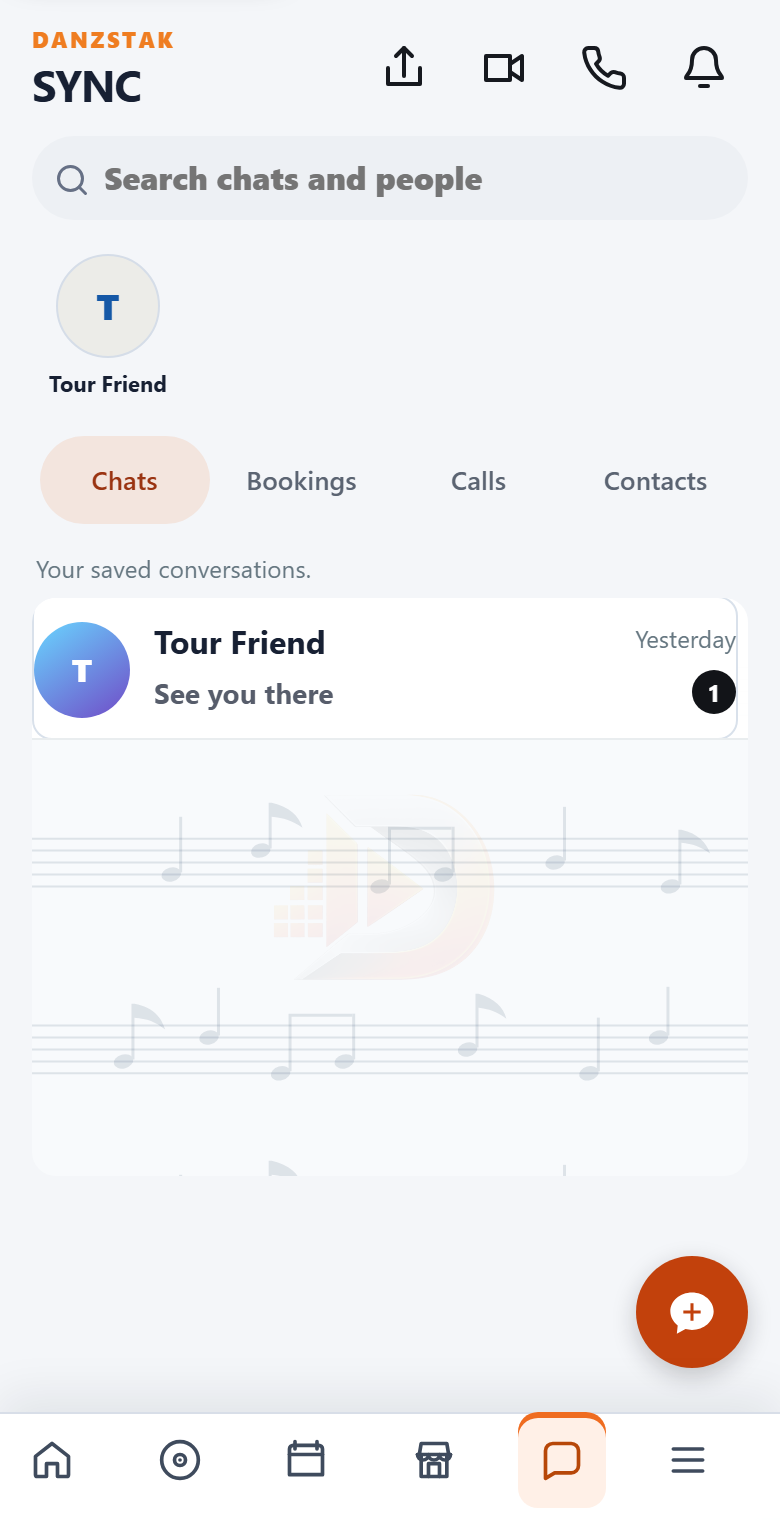 DANZSTAK
SYNC
Search chats and people
T
Tour Friend
Chats Bookings Calls Contacts
Your saved conversations.
T
Tour Friend Yesterday
See you there 1